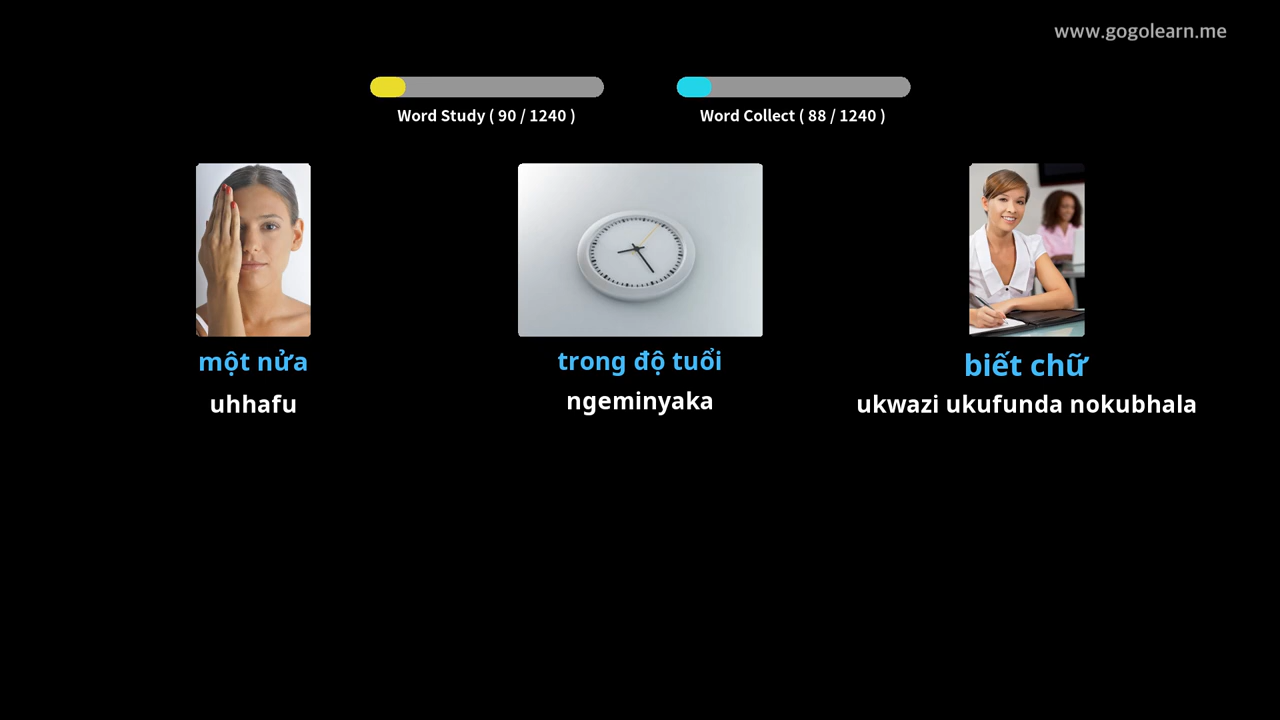 www.gogolearn.me
Word Study ( 90 / 1240 )
Word Collect ( 88 / 1240 )
một nửa
uhhafu
trong độ tuổi
ngeminyaka
biết chữ
ukwazi ukufunda nokubhala